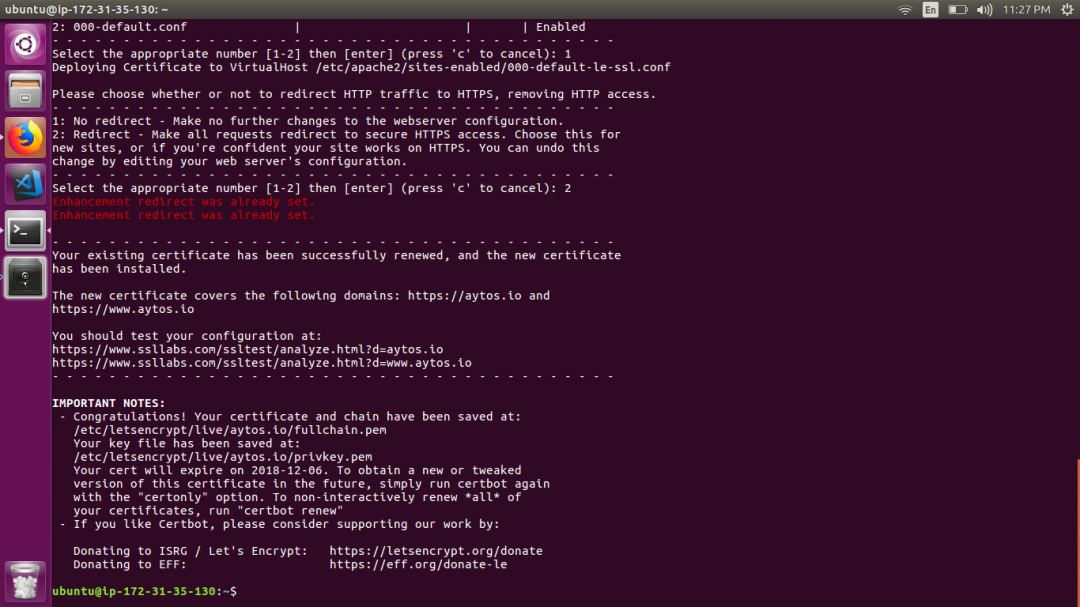 ubuntu@ip-172-31-35-130: ~
En
11:27 PM
2: 000-default.conf | | | Enabled
- - - - - - - - - - - - - - - - - - - - - - - - - - - - - - - - - - - - - - - -
Select the appropriate number [1-2] then [enter] (press 'c' to cancel): 1
Deploying Certificate to VirtualHost /etc/apache2/sites-enabled/000-default-le-ssl.conf
Please choose whether or not to redirect HTTP traffic to HTTPS, removing HTTP access.
- - - - - - - - - - - - - - - - - - - - - - - - - - - - - - - - - - - - - - - -
1: No redirect - Make no further changes to the webserver configuration.
2: Redirect - Make all requests redirect to secure HTTPS access. Choose this for
new sites, or if you're confident your site works on HTTPS. You can undo this
change by editing your web server's configuration.
- - - - - - - - - - - - - - - - - - - - - - - - - - - - - - - - - - - - - - - -
Select the appropriate number [1-2] then [enter] (press 'c' to cancel): 2
Enhancement redirect was already set.
Enhancement redirect was already set.
- - - - - - - - - - - - - - - - - - - - - - - - - - - - - - - - - - - - - - - -
Your existing certificate has been successfully renewed, and the new certificate
has been installed.
The new certificate covers the following domains: https://aytos.io and
https://www.aytos.io
You should test your configuration at:
https://www.ssllabs.com/ssltest/analyze.html?d=aytos.io
https://www.ssllabs.com/ssltest/analyze.html?d=www.aytos.io
- - - - - - - - - - - - - - - - - - - - - - - - - - - - - - - - - - - - - - - -
IMPORTANT NOTES:
- Congratulations! Your certificate and chain have been saved at:
/etc/letsencrypt/live/aytos.io/fullchain.pem
Your key file has been saved at:
/etc/letsencrypt/live/aytos.io/privkey.pem
Your cert will expire on 2018-12-06. To obtain a new or tweaked
version of this certificate in the future, simply run certbot again
with the "certonly" option. To non-interactively renew *all* of
your certificates, run "certbot renew"
- If you like Certbot, please consider supporting our work by:
Donating to ISRG / Let's Encrypt: https://letsencrypt.org/donate
Donating to EFF: https://eff.org/donate-le
ubuntu@ip-172-31-35-130:~$